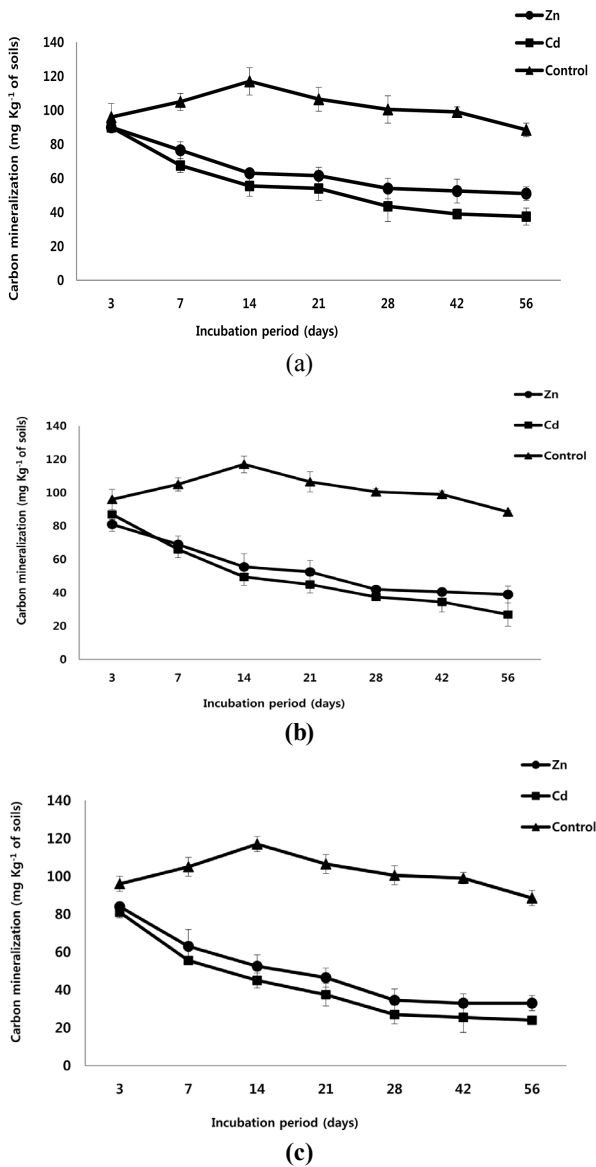 Zn
Cd
Control
Carbon mineralization (mg Kg⁻¹ of soils)
140
120
100
80
60
40
20
0
3 7 14 21 28 42 56
Incubation period (days)
(a)
Zn
Cd
Control
Carbon mineralization (mg Kg⁻¹ of soils)
140
120
100
80
60
40
20
0
3 7 14 21 28 42 56
Incubation period (days)
(b)
Zn
Cd
Control
Carbon mineralization (mg Kg⁻¹ of soils)
140
120
100
80
60
40
20
0
3 7 14 21 28 42 56
Incubation period (days)
(c)